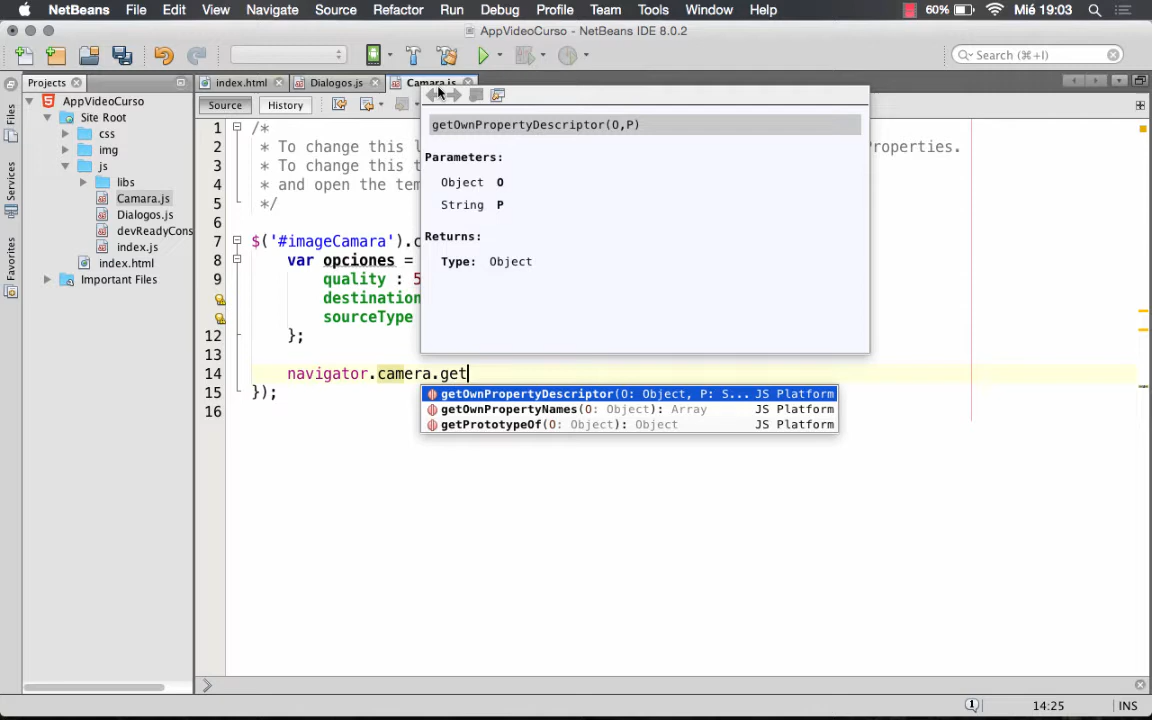 NetBeans File Edit View Navigate Source Refactor Run Debug Profile Team Tools Window Help 60% Mié 19:03
AppVideoCurso - NetBeans IDE 8.0.2
Search (⌘+I)
Projects index.html Dialogos.js Camara.js
Source History
Files
Services
Favorites
AppVideoCurso
Site Root
css
img
js
libs
Camara.js
Dialogos.js
devReadyCons
index.js
index.html
Important Files
getOwnPropertyDescriptor(O,P)
Parameters:
Object O
String P
Returns:
Type: Object
1 /*
2 * To change this l Properties.
3 * To change this t
4 * and open the tem
5 */
6
7 $('#imageCamara').c
8 var opciones =
9 quality : 5
destination
sourceType
12 };
13
14 navigator.camera.get
15 });
16
getOwnPropertyDescriptor(O: Object, P: S... JS Platform
getOwnPropertyNames(O: Object): Array JS Platform
getPrototypeOf(O: Object): Object JS Platform
1 14:25 INS